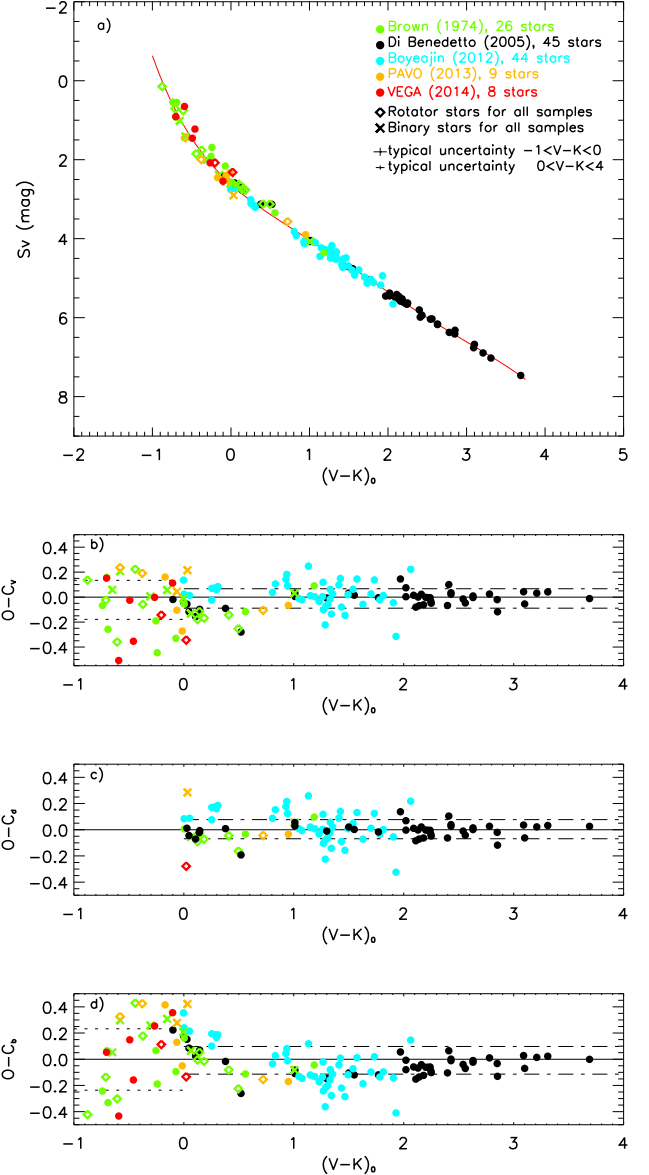 −2
a)
Brown (1974), 26 stars
Di Benedetto (2005), 45 stars
Boyeajin (2012), 44 stars
PAVO (2013), 9 stars
VEGA (2014), 8 stars
Rotator stars for all samples
Binary stars for all samples
typical uncertainty −1<V−K<0
typical uncertainty 0<V−K<4
0
2
4
6
8
Sv (mag)
−2 −1 0 1 2 3 4 5
(V−K)₀
b)
0.4
0.2
0.0
−0.2
−0.4
O−Cᵥ
−1 0 1 2 3 4
(V−K)₀
c)
0.4
0.2
0.0
−0.2
−0.4
O−C_d
−1 0 1 2 3 4
(V−K)₀
d)
0.4
0.2
0.0
−0.2
−0.4
O−C_b
−1 0 1 2 3 4
(V−K)₀